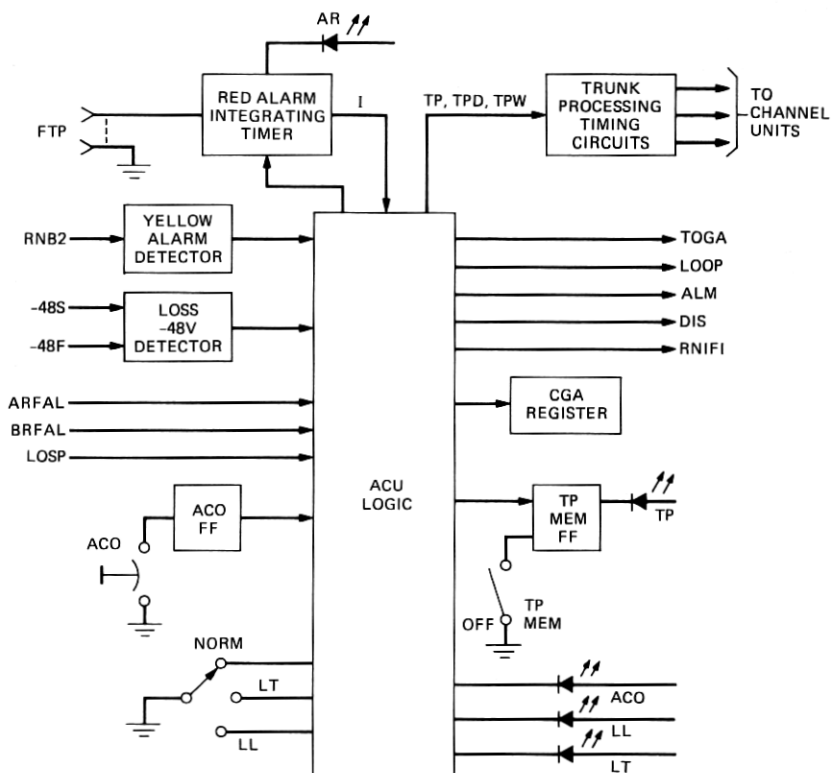 AR
RED ALARM
INTEGRATING
TIMER
I
FTP
TP, TPD, TPW
TRUNK
PROCESSING
TIMING
CIRCUITS
TO
CHANNEL
UNITS
RNB2
YELLOW
ALARM
DETECTOR
-48S
-48F
LOSS
-48V
DETECTOR
ARFAL
BRFAL
LOSP
ACO
FF
ACO
NORM
LT
LL
ACU
LOGIC
TOGA
LOOP
ALM
DIS
RNIFI
CGA
REGISTER
TP
MEM
FF
TP
OFF
TP
MEM
ACO
LL
LT